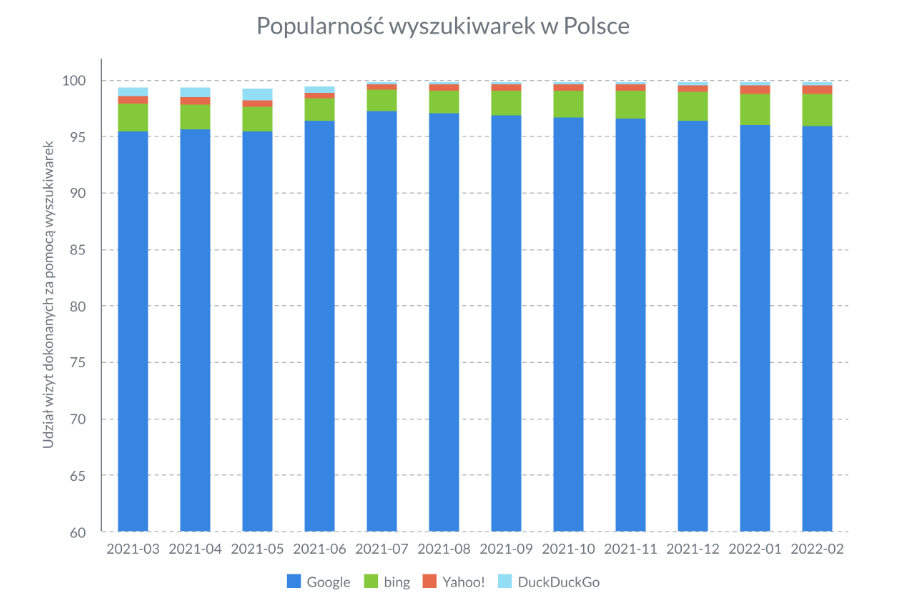 Popularność wyszukiwarek w Polsce
Udział wizyt dokonanych za pomocą wyszukiwarek
100
95
90
85
80
75
70
65
60
2021-03 2021-04 2021-05 2021-06 2021-07 2021-08 2021-09 2021-10 2021-11 2021-12 2022-01 2022-02
Google bing Yahoo! DuckDuckGo